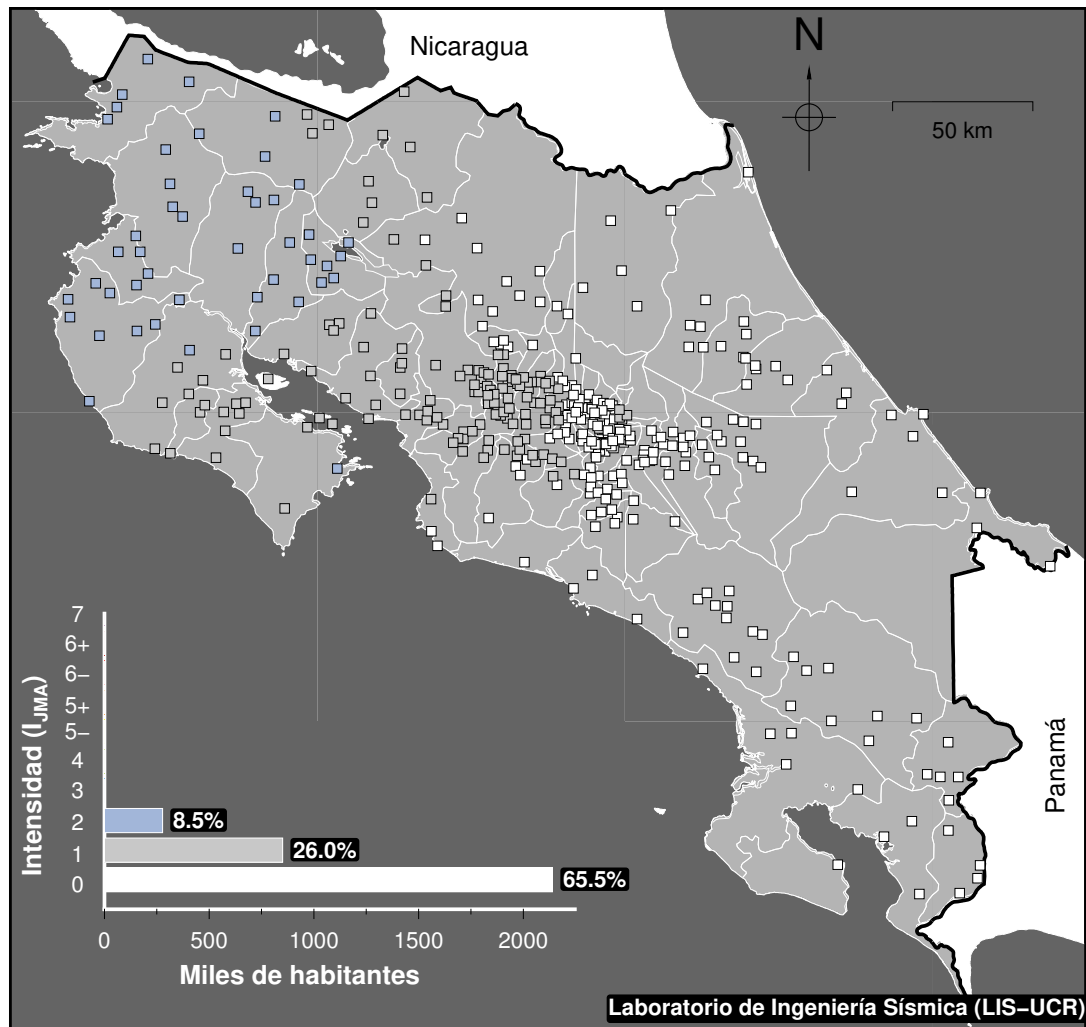 Nicaragua
N
50 km
Panamá
Intensidad (I_JMA)
7
6+
6−
5+
5−
4
3
2
8.5%
1
26.0%
0
65.5%
0 500 1000 1500 2000
Miles de habitantes
Laboratorio de Ingeniería Sísmica (LIS−UCR)